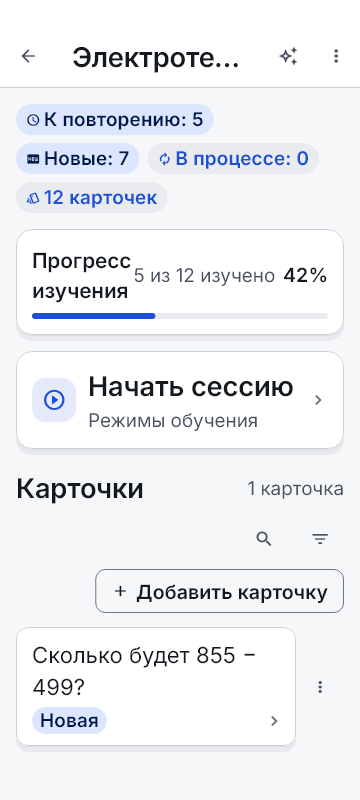 Электроте...
К повторению: 5
Новые: 7
В процессе: 0
12 карточек
Прогресс изучения
5 из 12 изучено 42%
Начать сессию
Режимы обучения
Карточки
1 карточка
+ Добавить карточку
Сколько будет 855 −
499?
Новая